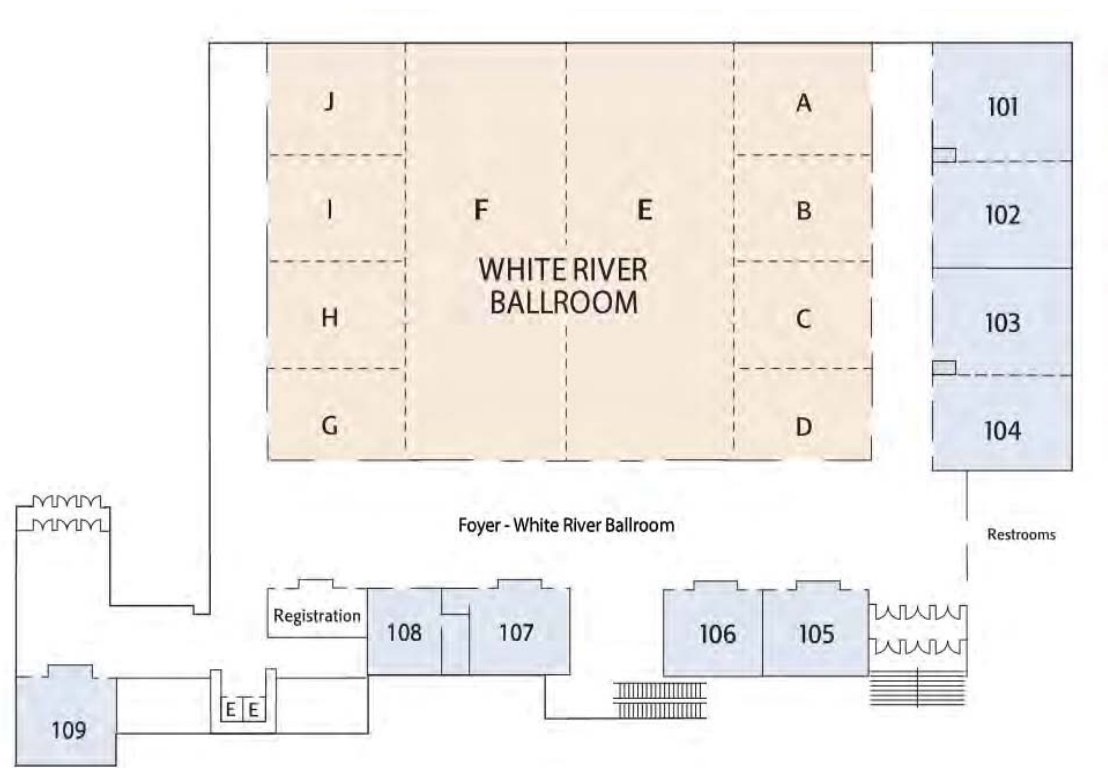 J
A
101
I
F
E
B
102
WHITE RIVER
BALLROOM
H
C
103
G
D
104
Foyer - White River Ballroom
Restrooms
Registration
108
107
106
105
E E
109